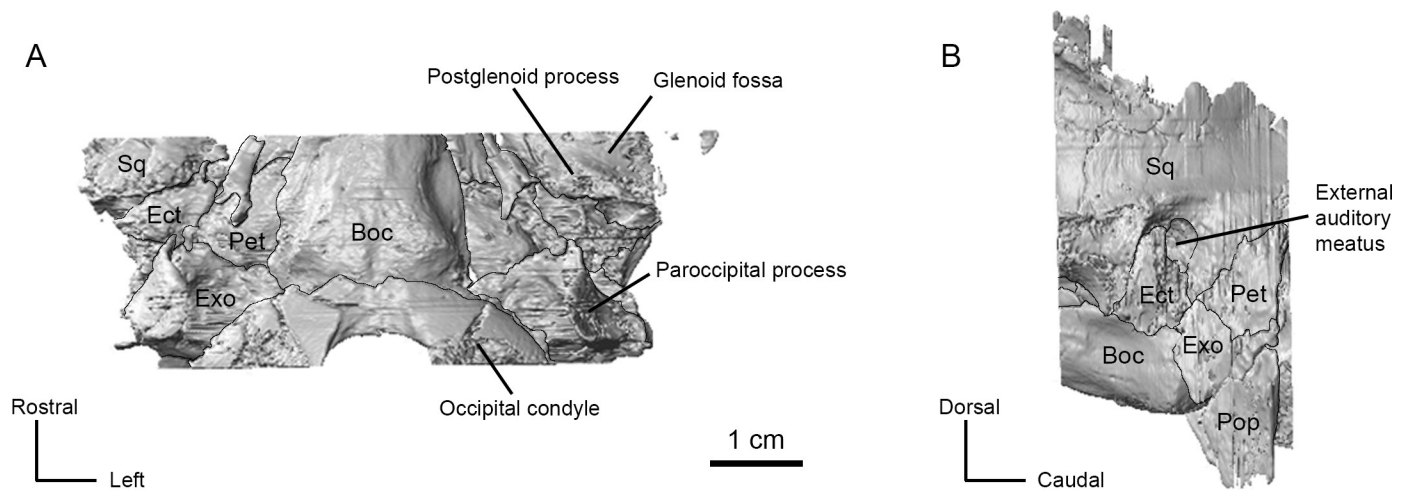 A
Postglenoid process
Glenoid fossa
Sq
Ect
Pet
Boc
Exo
Paroccipital process
Occipital condyle
Rostral
Left
1 cm
B
Sq
External
auditory
meatus
Ect
Pet
Boc
Exo
Pop
Dorsal
Caudal